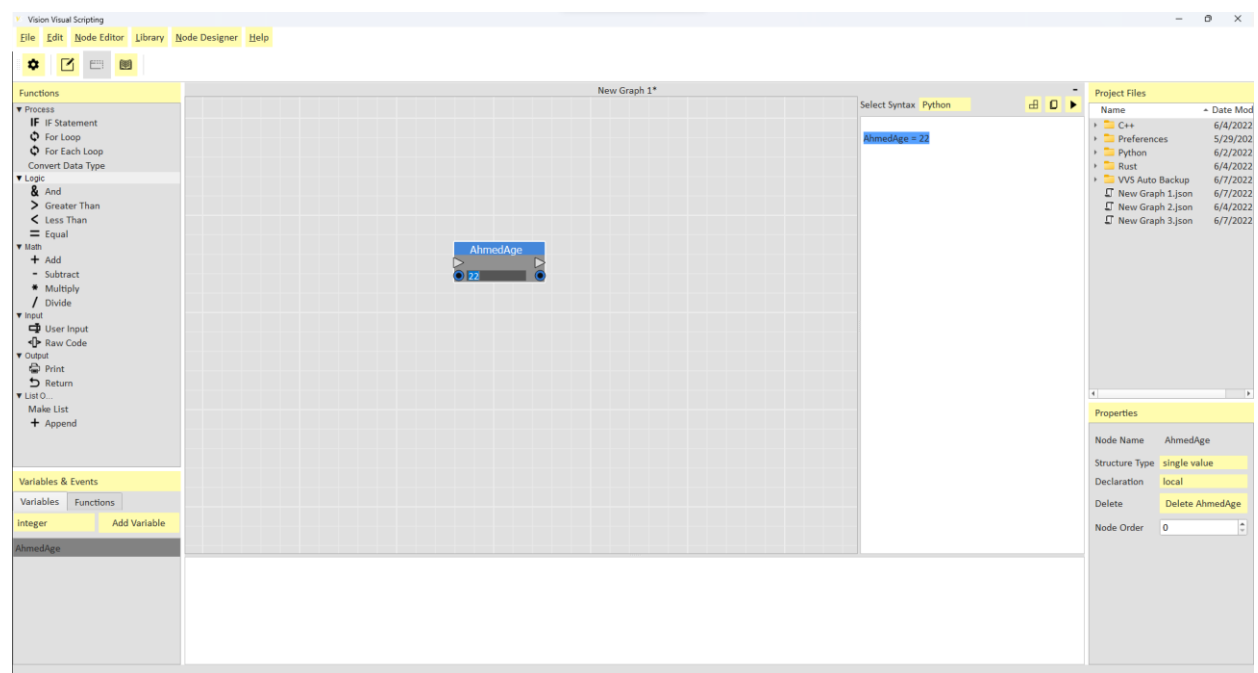 Vision Visual Scripting
File Edit Node Editor Library Node Designer Help
Functions
Process
IF IF Statement
For Loop
For Each Loop
Convert Data Type
Logic
& And
> Greater Than
< Less Than
= Equal
Math
+ Add
- Subtract
* Multiply
/ Divide
Input
User Input
Raw Code
Output
Print
Return
List O...
Make List
+ Append
Variables & Events
Variables Functions
integer Add Variable
AhmedAge
New Graph 1*
AhmedAge
22
Select Syntax Python
AhmedAge = 22
Project Files
Name Date Mod
C++ 6/4/2022
Preferences 5/29/202
Python 6/2/2022
Rust 6/4/2022
VVS Auto Backup 6/7/2022
New Graph 1.json 6/7/2022
New Graph 2.json 6/4/2022
New Graph 3.json 6/7/2022
Properties
Node Name AhmedAge
Structure Type single value
Declaration local
Delete Delete AhmedAge
Node Order 0